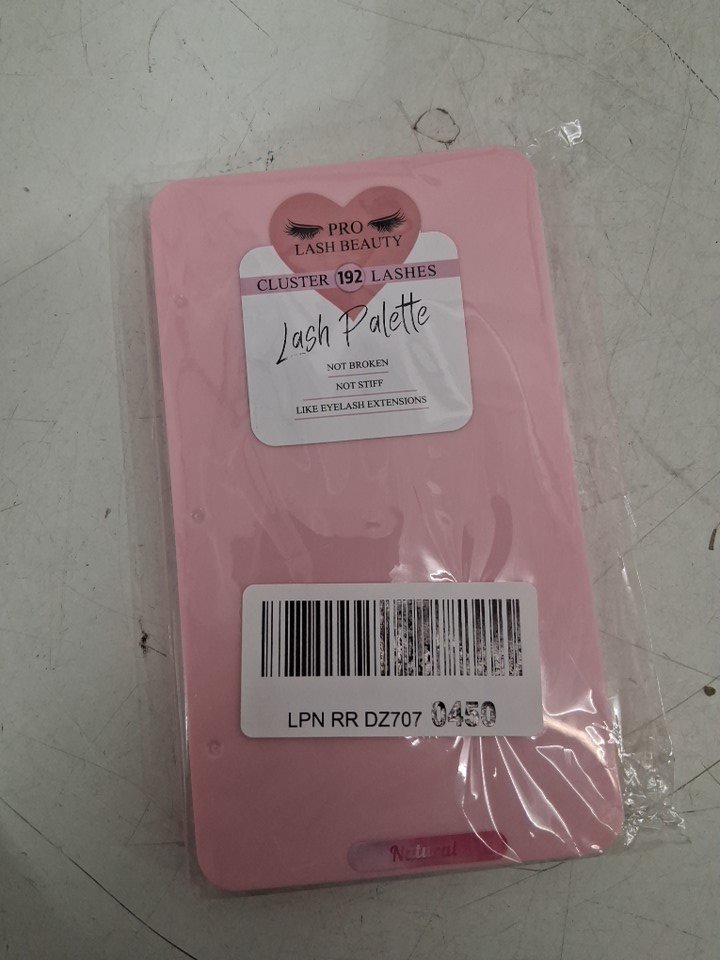 PRO
LASH BEAUTY
CLUSTER 192 LASHES
Lash Palette
NOT BROKEN
NOT STIFF
LIKE EYELASH EXTENSIONS
LPN RR DZ707 0450
Natural